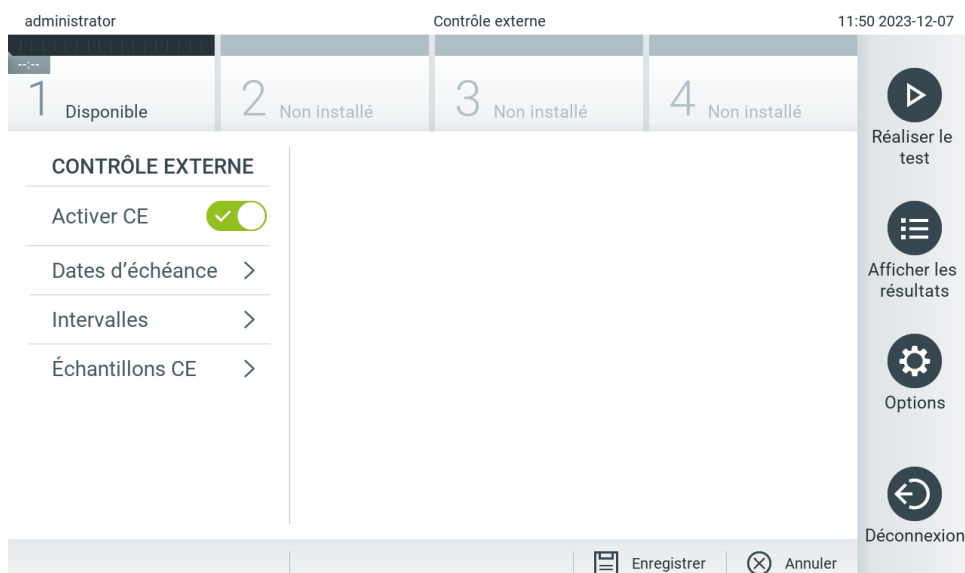 administrator Contrôle externe 11:50 2023-12-07
--:--
1 Disponible 2 Non installé 3 Non installé 4 Non installé
Réaliser le
test
CONTRÔLE EXTERNE
Activer CE
Dates d’échéance
Intervalles
Échantillons CE
Afficher les
résultats
Options
Déconnexion
Enregistrer Annuler